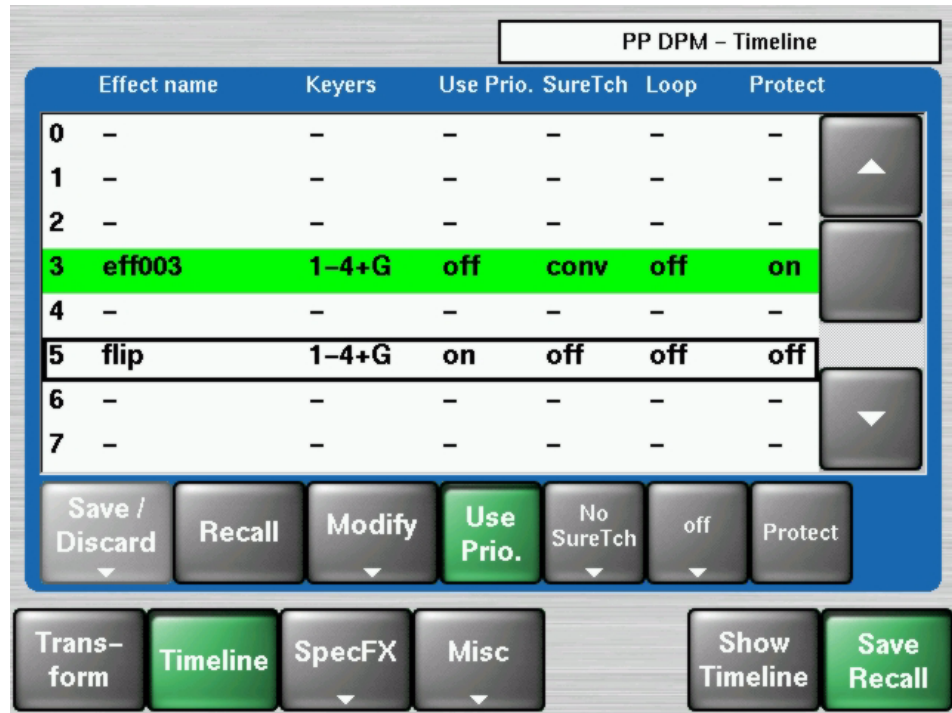 PP DPM – Timeline
Effect name Keyers Use Prio. SureTch Loop Protect
0 – – – – – –
1 – – – – – –
2 – – – – – –
3 eff003 1–4+G off conv off on
4 – – – – – –
5 flip 1–4+G on off off off
6 – – – – – –
7 – – – – – –
Save / Discard
Recall
Modify
Use Prio.
No SureTch
off
Protect
Trans–
form
Timeline
SpecFX
Misc
Show
Timeline
Save
Recall